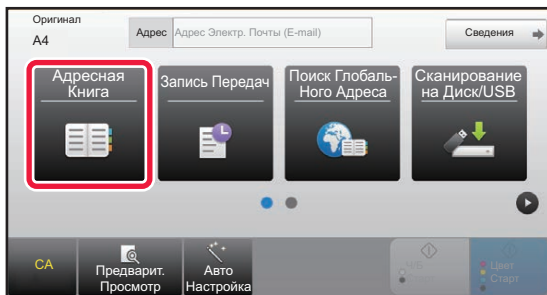 Оригинал
A4
Адрес
Адрес Электр. Почты (E-mail)
Сведения
Адресная
Книга
Запись Передач
Поиск Глобаль-
Ного Адреса
Сканирование
на Диск/USB
CA
Предварит.
Просмотр
Авто
Настройка
Ч/Б
Старт
Цвет
Старт